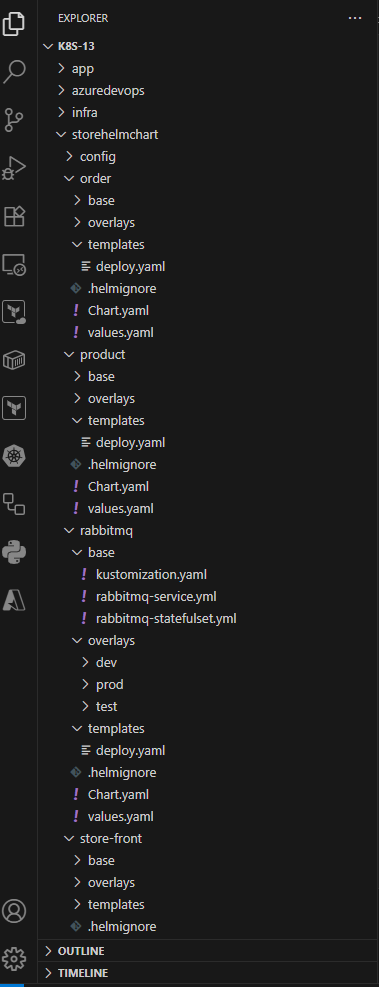 EXPLORER
K8S-13
app
azuredevops
infra
storehelmchart
config
order
base
overlays
templates
deploy.yaml
.helmignore
Chart.yaml
values.yaml
product
base
overlays
templates
deploy.yaml
.helmignore
Chart.yaml
values.yaml
rabbitmq
base
kustomization.yaml
rabbitmq-service.yml
rabbitmq-statefulset.yml
overlays
dev
prod
test
templates
deploy.yaml
.helmignore
Chart.yaml
values.yaml
store-front
base
overlays
templates
.helmignore
OUTLINE
TIMELINE